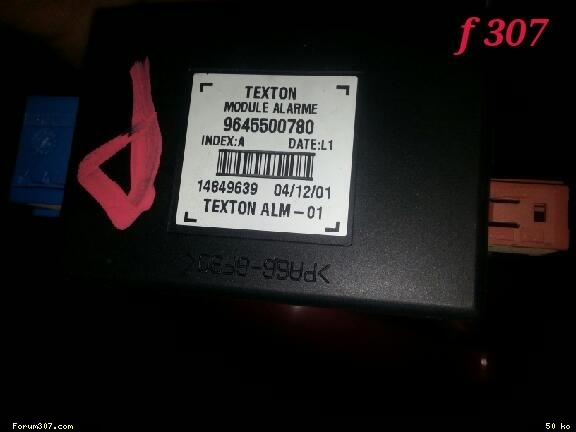 f 307
TEXTON
MODULE ALARME
9645500780
INDEX:A DATE:L1
14849639 04/12/01
TEXTON ALM-01
>PA66-GF30<
Forum307.com 50 ko